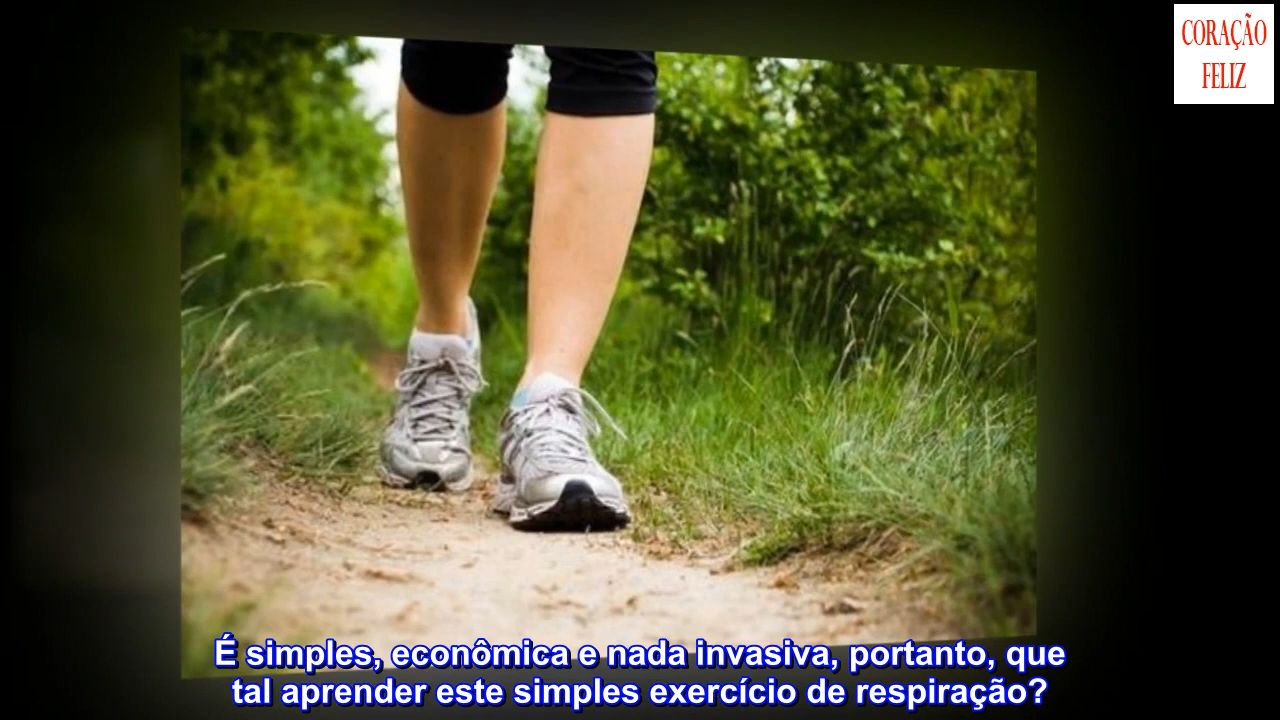 CORAÇÃO
FELIZ
É simples, econômica e nada invasiva, portanto, que
tal aprender este simples exercício de respiração?